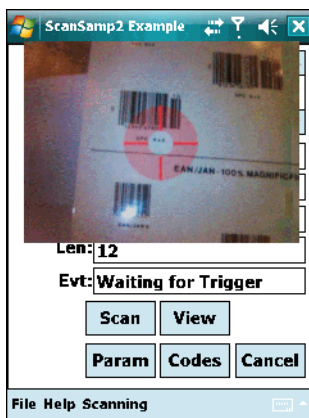 ScanSamp2 Example
EAN/JAN-100% MAGNIFIC
Len: 12
Evt: Waiting for Trigger
Scan View
Param Codes Cancel
File Help Scanning